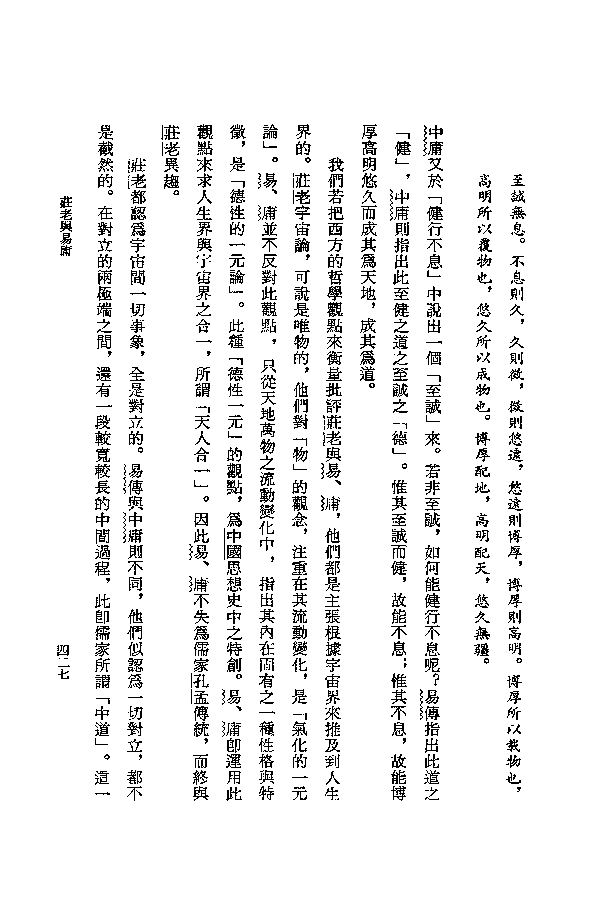 至誠無息。不息則久，久則徵，徵則悠遠，悠遠則博厚，博厚則高明。博厚所以載物也，
高明所以覆物也，悠久所以成物也。博厚配地，高明配天，悠久無疆。
中庸又於「健行不息」中說出一個「至誠」來。若非至誠，如何能健行不息呢？易傳指出此道之
「健」，中庸則指出此至健之道之至誠之「德」。惟其至誠而健，故能不息；惟其不息，故能博
厚高明悠久而成其爲天地，成其爲道。
我們若把西方的哲學觀點來衡量批評莊老與易、庸，他們都是主張根據宇宙界來推及到人生
界的。莊老宇宙論，可說是唯物的，他們對「物」的觀念，注重在其流動變化，是「氣化的一元
論」。易、庸並不反對此觀點，只從天地萬物之流動變化中，指出其內在而有之一種性格與特
徵，是「德性的一元論」。此種「德性一元」的觀點，爲中國思想史中之特創。易、庸卽運用此
觀點來求人生界與宇宙界之合一，所謂「天人合一」。因此易、庸不失爲儒家孔孟傳統，而終與
莊老異趣。
莊老都認爲宇宙間一切事象，全是對立的。易傳與中庸則不同，他們似認爲一切對立，都不
是截然的。在對立的兩極端之間，還有一段較寬較長的中間過程，此卽儒家所謂「中道」。這一
莊老與易庸
四二七